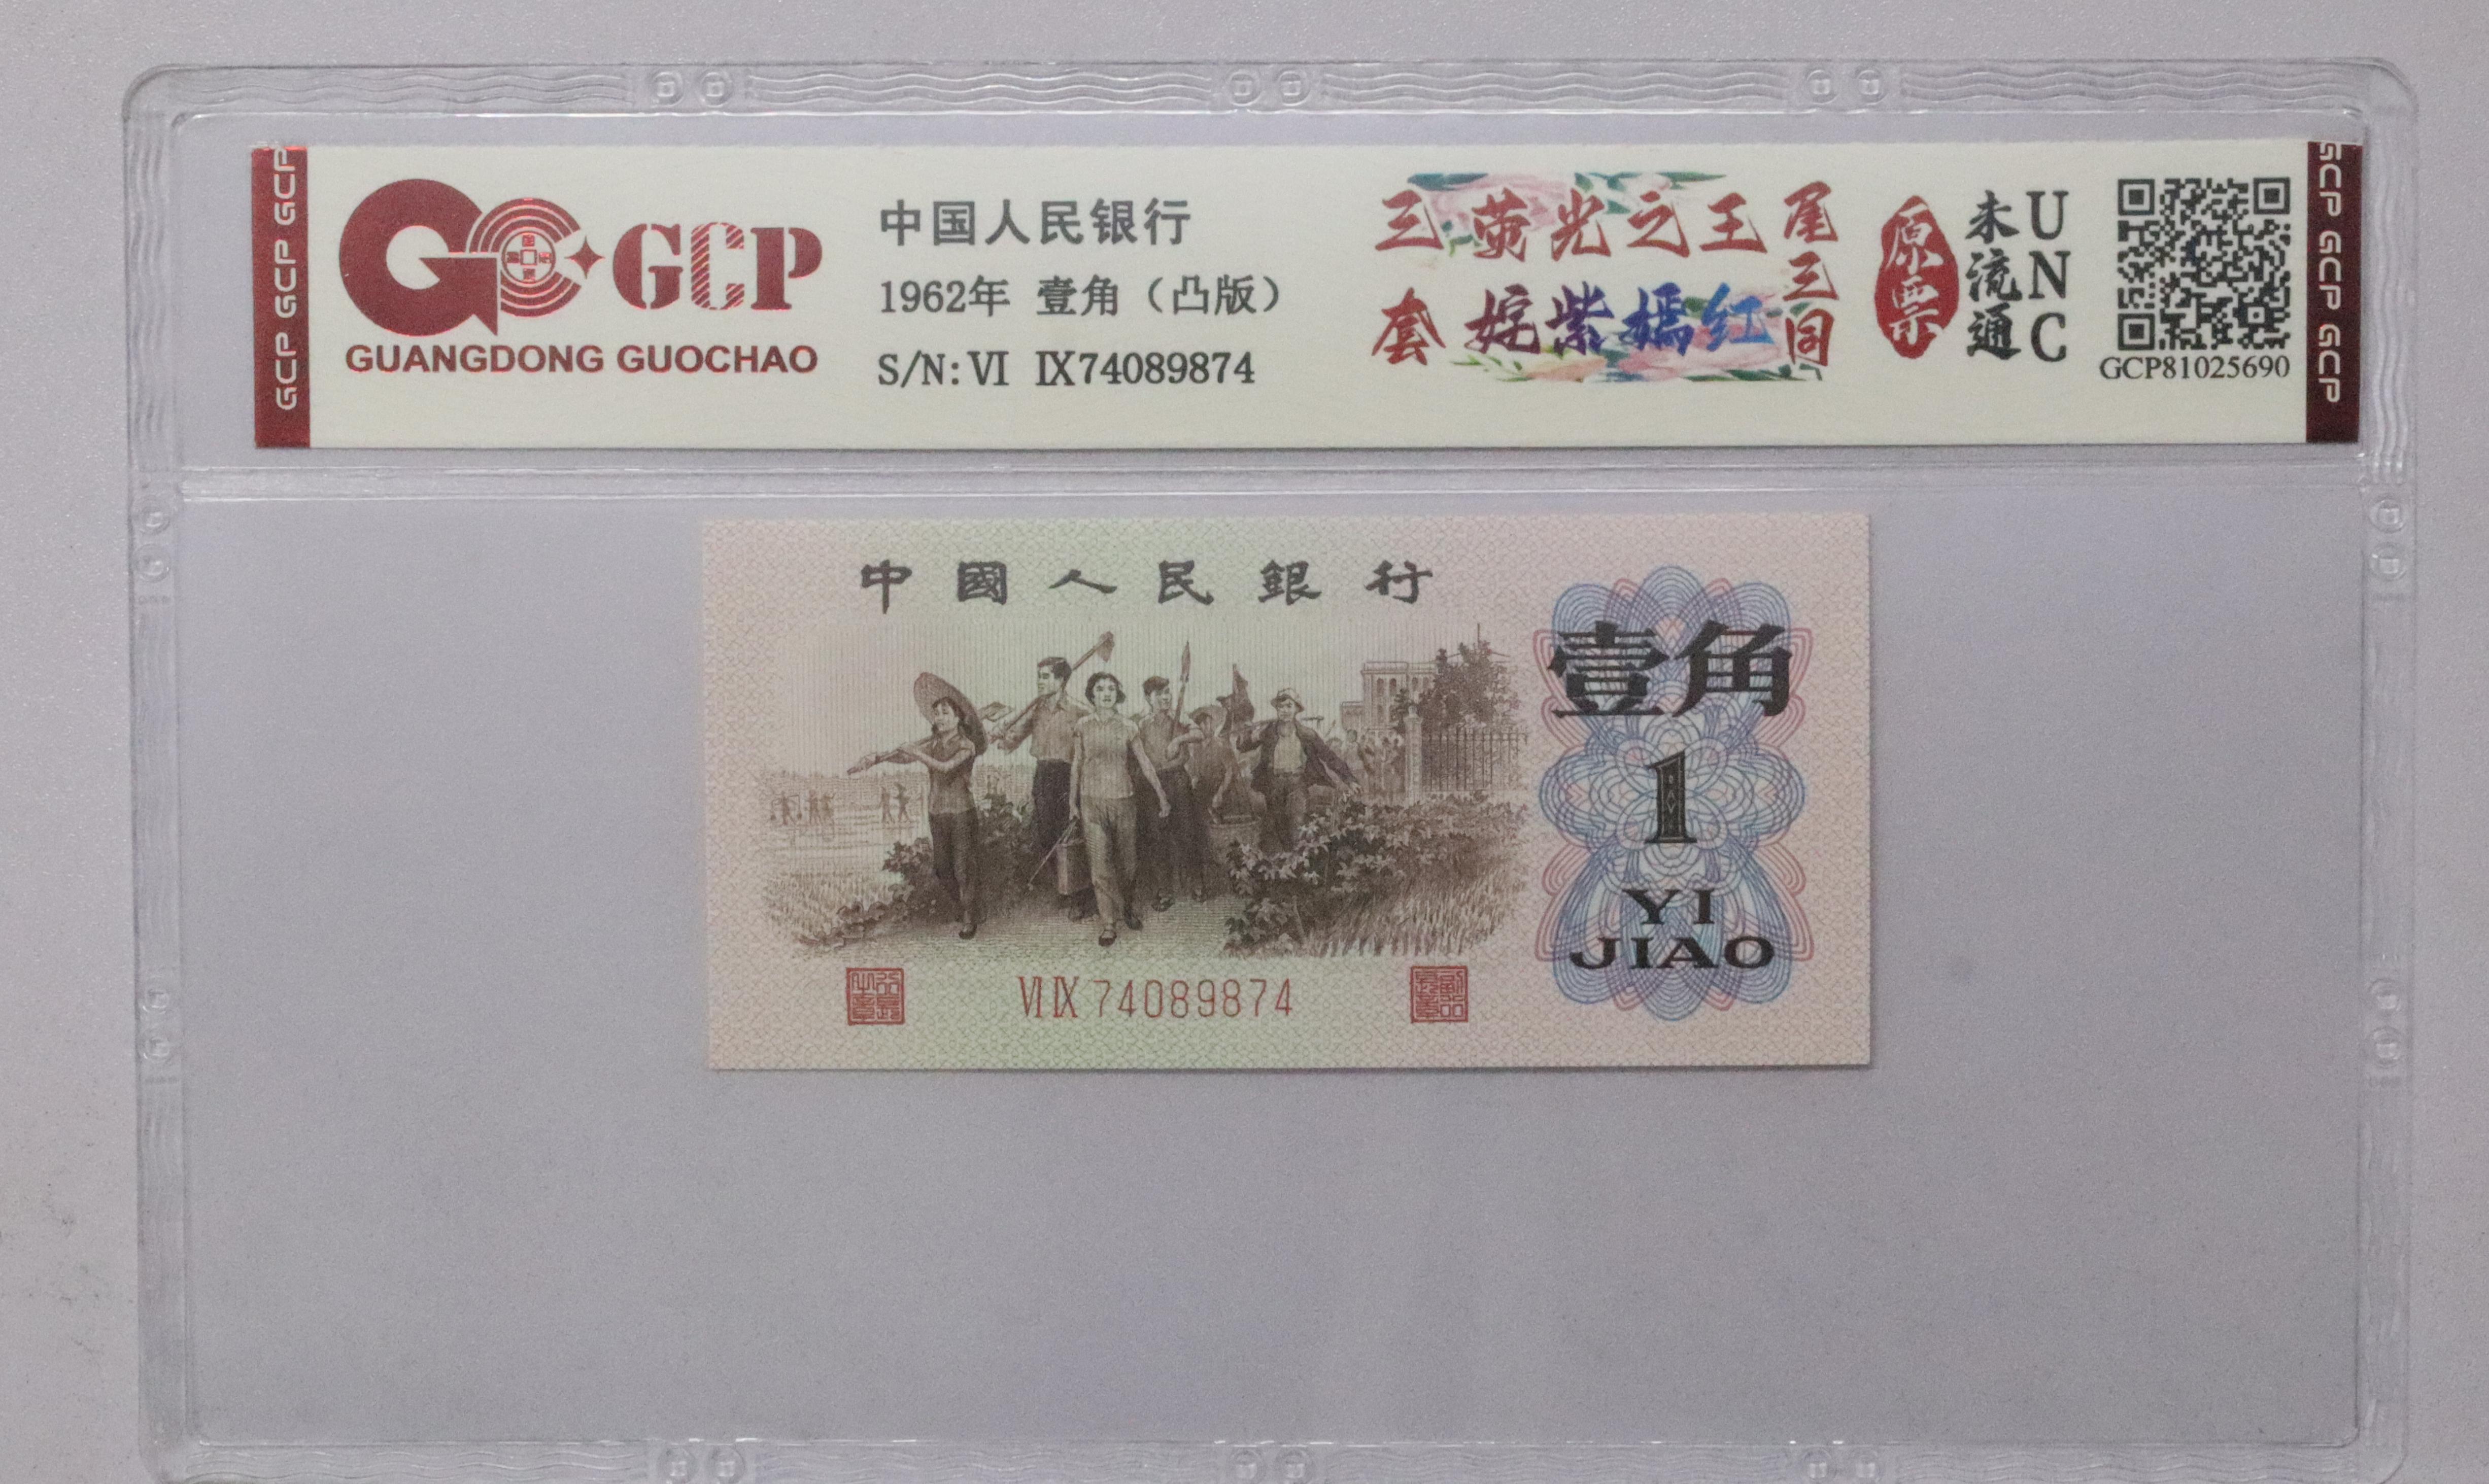 GCP GCP GCP
GCP
GUANGDONG GUOCHAO
中国人民银行
1962年 壹角（凸版）
S/N: VI IX74089874
三套
荧光之王
姹紫嫣红
尾三同
原票
未流通
UNC
GCP81025690
GCP GCP GCP
中國人民銀行
壹角
1
YI
JIAO
VI IX 74089874